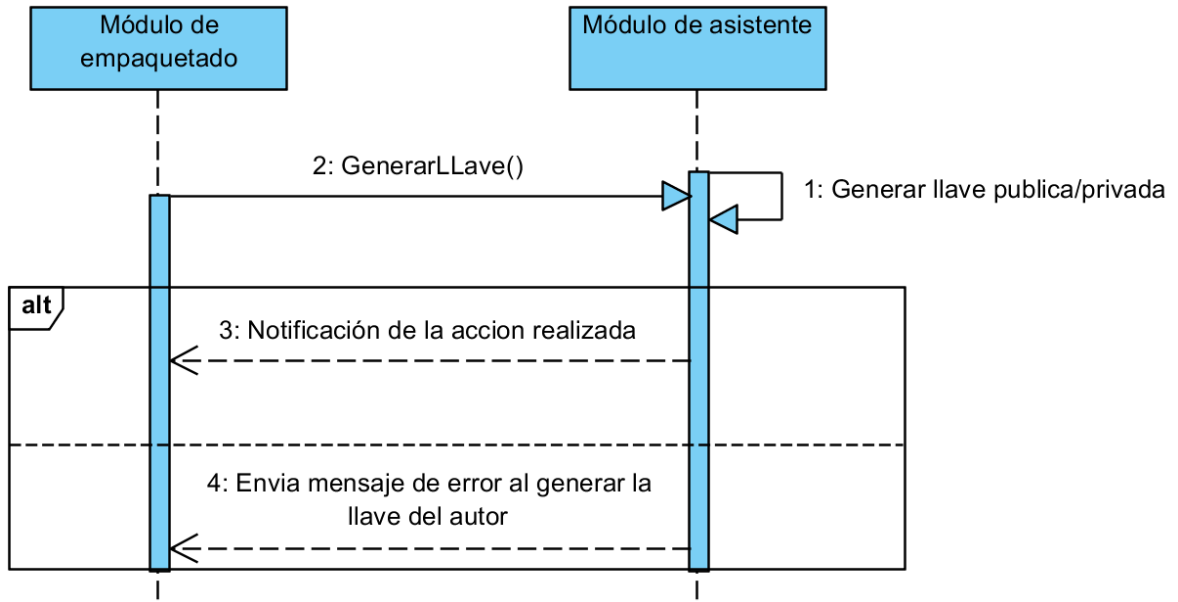 Módulo de
empaquetado
Módulo de asistente
2: GenerarLLave()
1: Generar llave publica/privada
alt
3: Notificación de la accion realizada
4: Envia mensaje de error al generar la
llave del autor